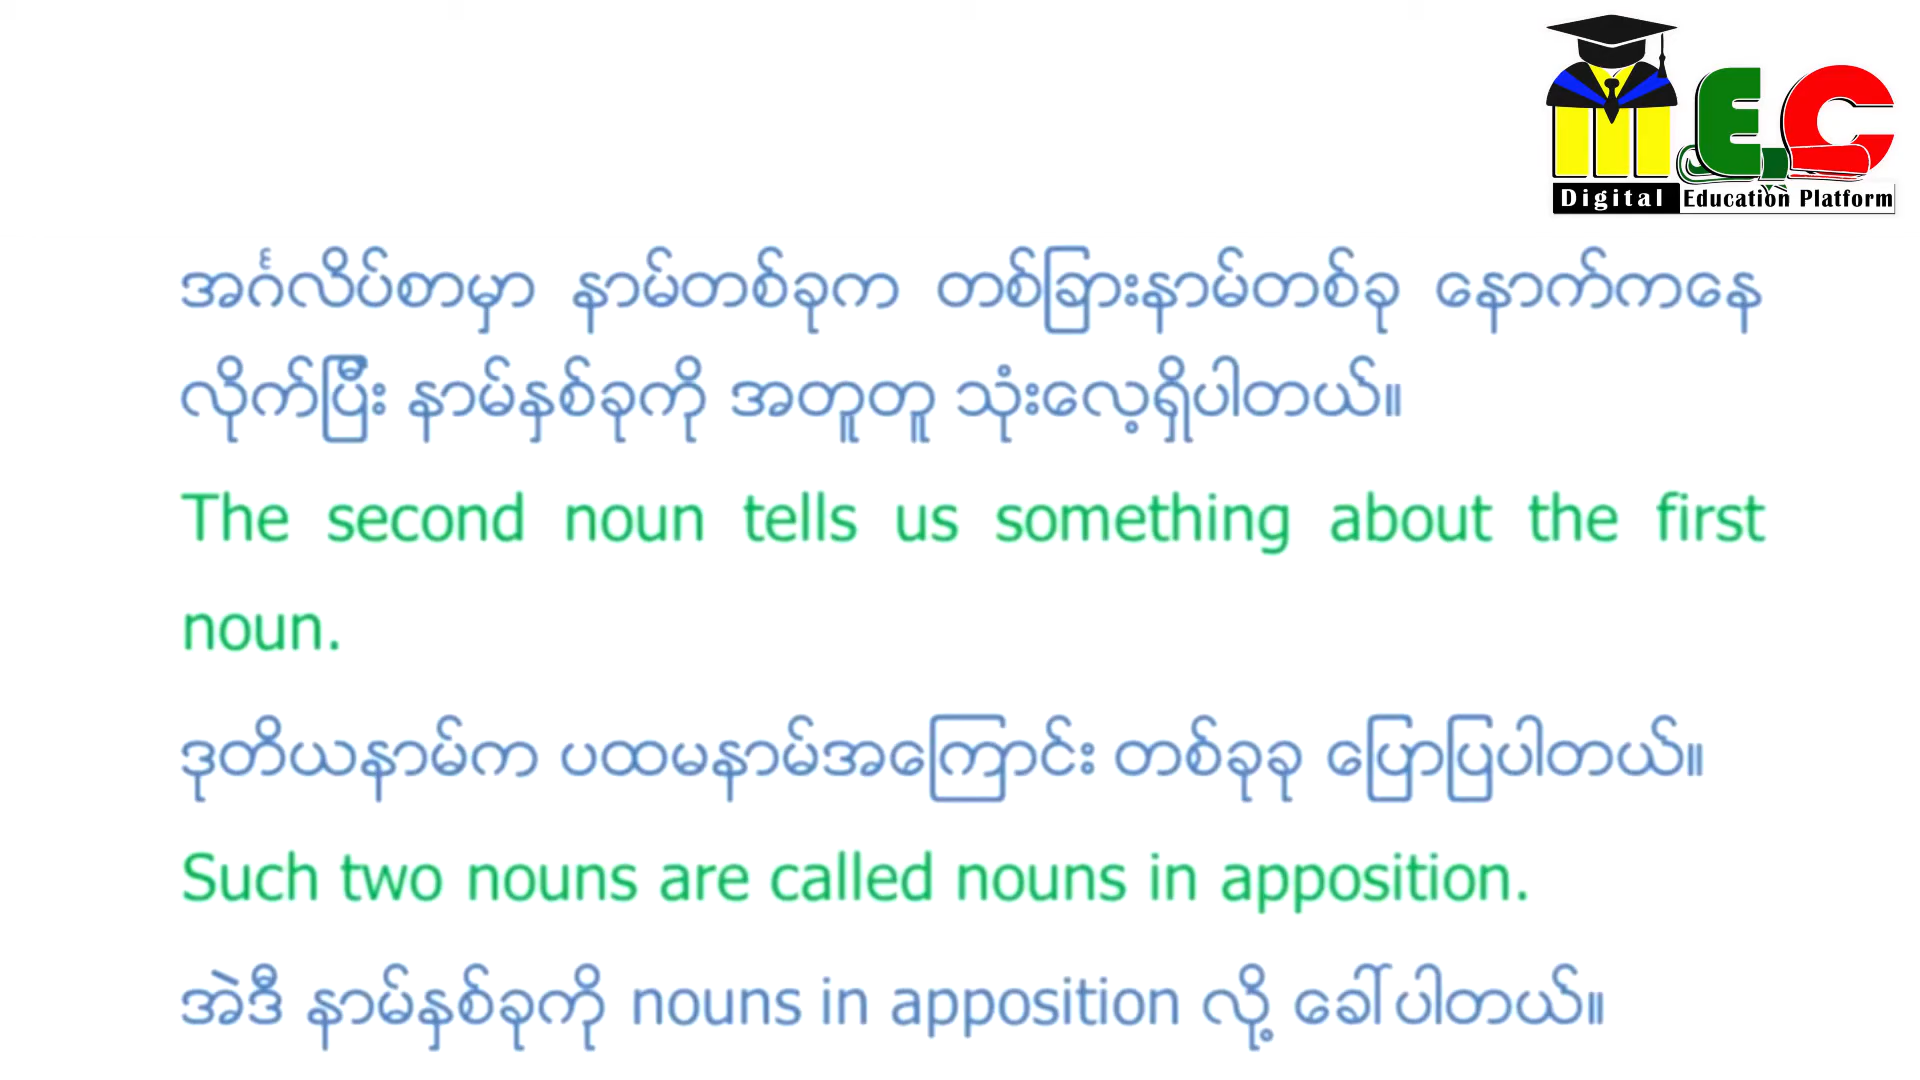 MEC
Digital Education Platform
အင်္ဂလိပ်စာမှာ နာမ်တစ်ခုက တစ်ခြားနာမ်တစ်ခု နောက်ကနေ
လိုက်ပြီး နာမ်နှစ်ခုကို အတူတူ သုံးလေ့ရှိပါတယ်။
The second noun tells us something about the first
noun.
ဒုတိယနာမ်က ပထမနာမ်အကြောင်း တစ်ခုခု ပြောပြပါတယ်။
Such two nouns are called nouns in apposition.
အဲဒီ နာမ်နှစ်ခုကို nouns in apposition လို့ ခေါ်ပါတယ်။